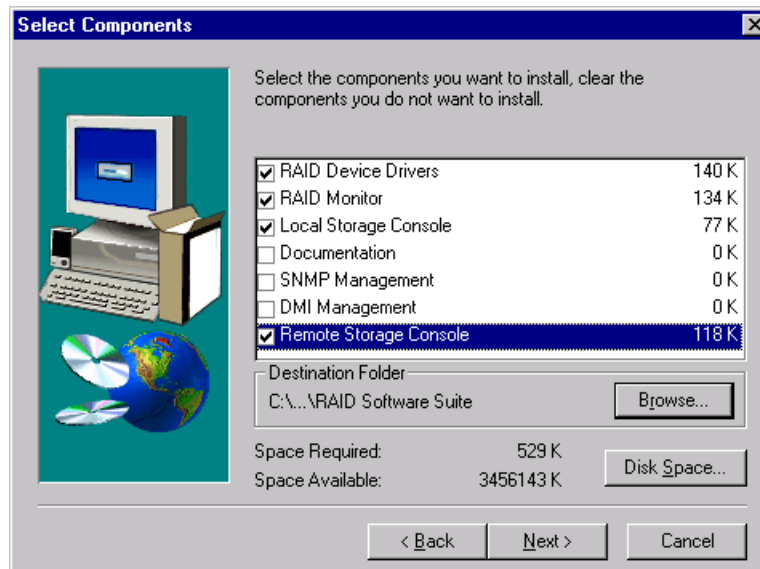 Select Components
Select the components you want to install, clear the
components you do not want to install.
RAID Device Drivers 140 K
RAID Monitor 134 K
Local Storage Console 77 K
Documentation 0 K
SNMP Management 0 K
DMI Management 0 K
Remote Storage Console 118 K
Destination Folder
C:\...\RAID Software Suite
Browse...
Space Required: 529 K
Space Available: 3456143 K
Disk Space...
< Back
Next >
Cancel